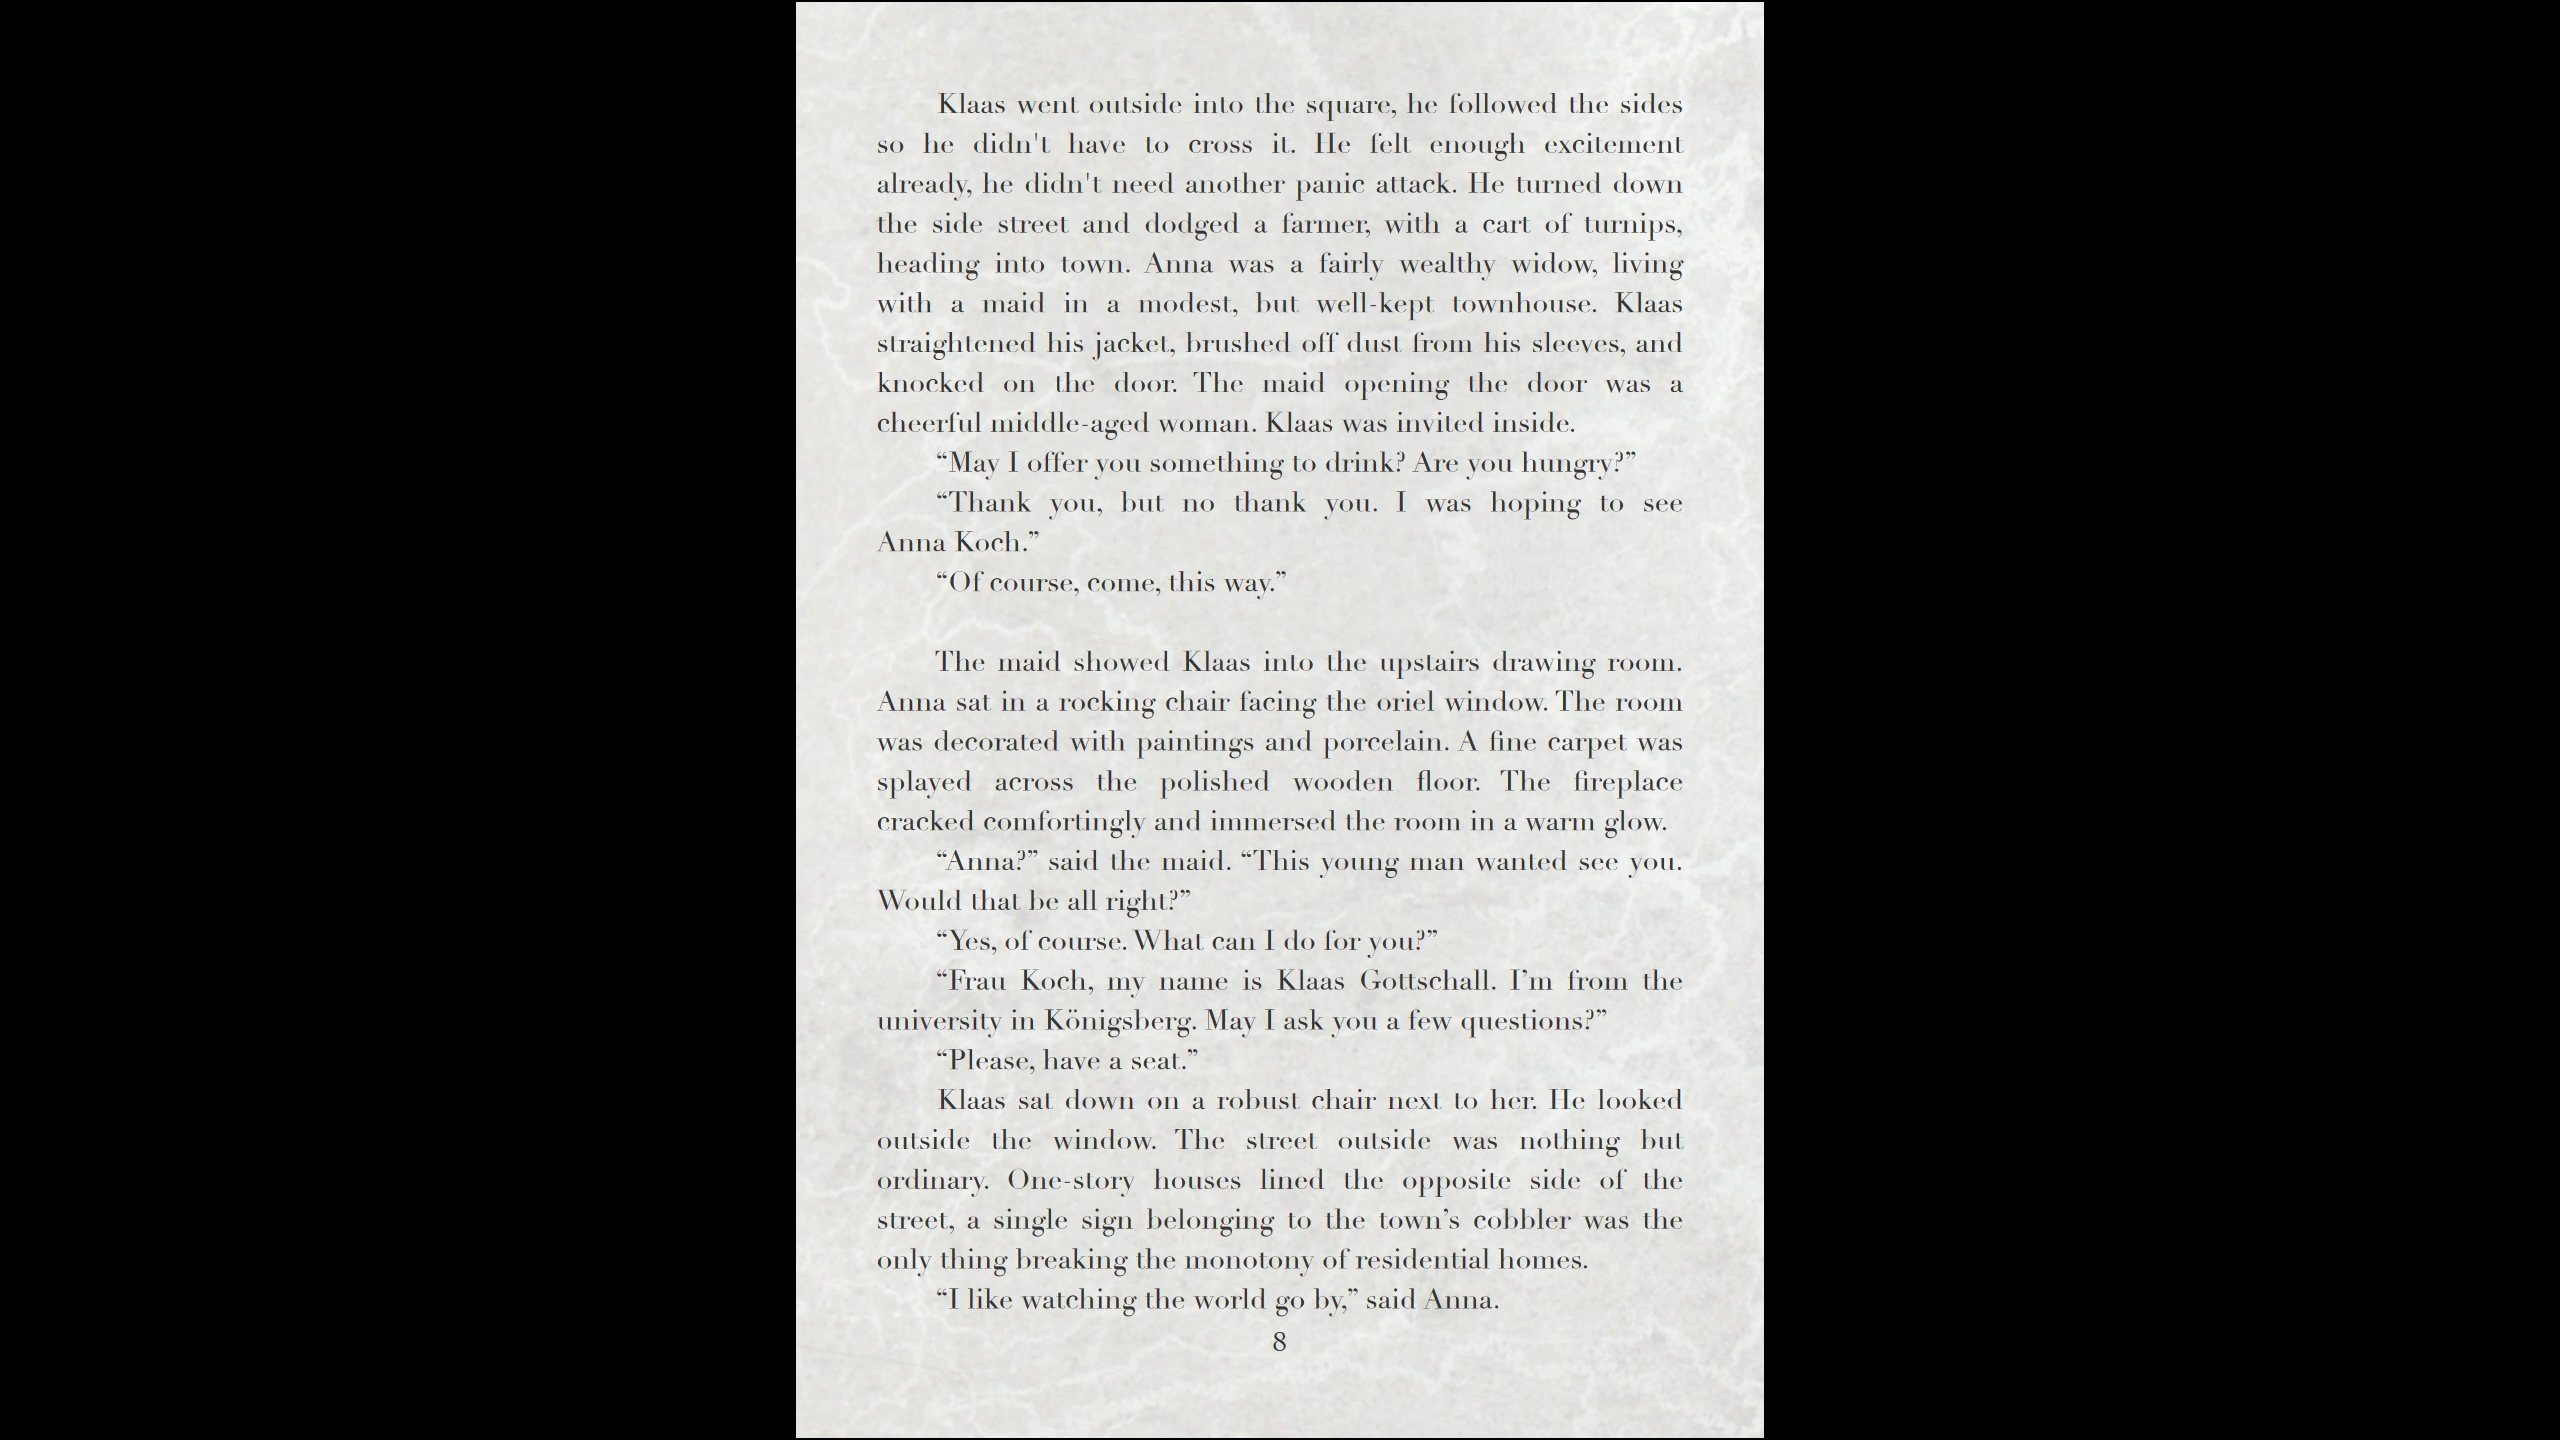 Klaas went outside into the square, he followed the sides
so he didn't have to cross it. He felt enough excitement
already, he didn't need another panic attack. He turned down
the side street and dodged a farmer, with a cart of turnips,
heading into town. Anna was a fairly wealthy widow, living
with a maid in a modest, but well-kept townhouse. Klaas
straightened his jacket, brushed off dust from his sleeves, and
knocked on the door. The maid opening the door was a
cheerful middle-aged woman. Klaas was invited inside.
“May I offer you something to drink? Are you hungry?”
“Thank you, but no thank you. I was hoping to see
Anna Koch.”
“Of course, come, this way.”
The maid showed Klaas into the upstairs drawing room.
Anna sat in a rocking chair facing the oriel window. The room
was decorated with paintings and porcelain. A fine carpet was
splayed across the polished wooden floor. The fireplace
cracked comfortingly and immersed the room in a warm glow.
“Anna?” said the maid. “This young man wanted see you.
Would that be all right?”
“Yes, of course. What can I do for you?”
“Frau Koch, my name is Klaas Gottschall. I’m from the
university in Königsberg. May I ask you a few questions?”
“Please, have a seat.”
Klaas sat down on a robust chair next to her. He looked
outside the window. The street outside was nothing but
ordinary. One-story houses lined the opposite side of the
street, a single sign belonging to the town’s cobbler was the
only thing breaking the monotony of residential homes.
“I like watching the world go by,” said Anna.
8